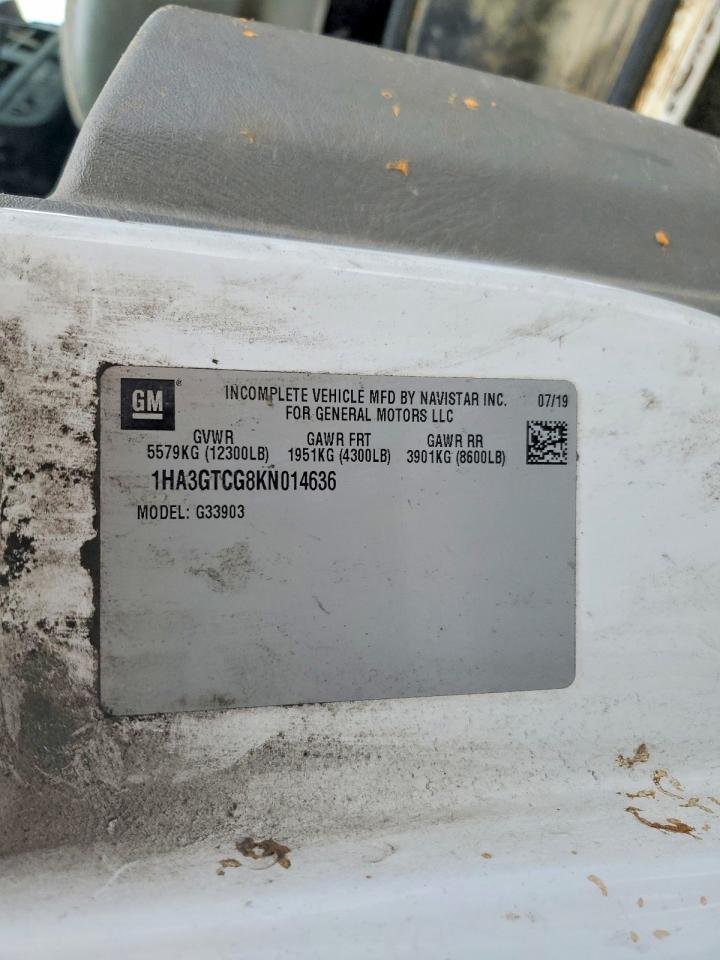 GM® INCOMPLETE VEHICLE MFD BY NAVISTAR INC. 07/19
FOR GENERAL MOTORS LLC
GVWR GAWR FRT GAWR RR
5579KG (12300LB) 1951KG (4300LB) 3901KG (8600LB)
1HA3GTCG8KN014636
MODEL: G33903